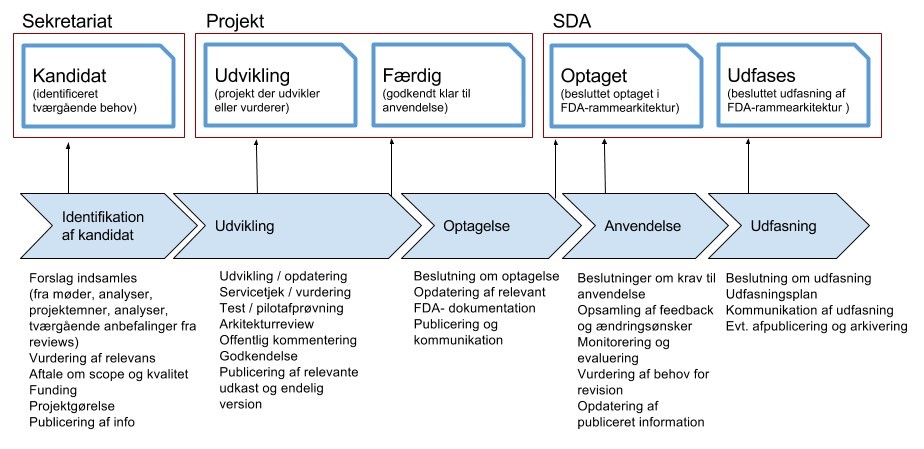 Sekretariat
Projekt
SDA
Kandidat
(identificeret
tværgående behov)
Udvikling
(projekt der udvikler
eller vurderer)
Færdig
(godkendt klar til
anvendelse)
Optaget
(besluttet optaget i
FDA-rammearkitektur)
Udfases
(besluttet udfasning af
FDA-rammearkitektur )
Identifikation
af kandidat
Udvikling
Optagelse
Anvendelse
Udfasning
Forslag indsamles
(fra møder, analyser,
projektemner, analyser,
tværgående anbefalinger fra
reviews)
Vurdering af relevans
Aftale om scope og kvalitet
Funding
Projektgørelse
Publicering af info
Udvikling / opdatering
Servicetjek / vurdering
Test / pilotafprøvning
Arkitekturreview
Offentlig kommentering
Godkendelse
Publicering af relevante
udkast og endelig
version
Beslutning om optagelse
Opdatering af relevant
FDA- dokumentation
Publicering og
kommunikation
Beslutninger om krav til
anvendelse
Opsamling af feedback
og ændringsønsker
Monitorering og
evaluering
Vurdering af behov for
revision
Opdatering af
publiceret information
Beslutning om udfasning
Udfasningsplan
Kommunikation af udfasning
Evt. afpublicering og arkivering